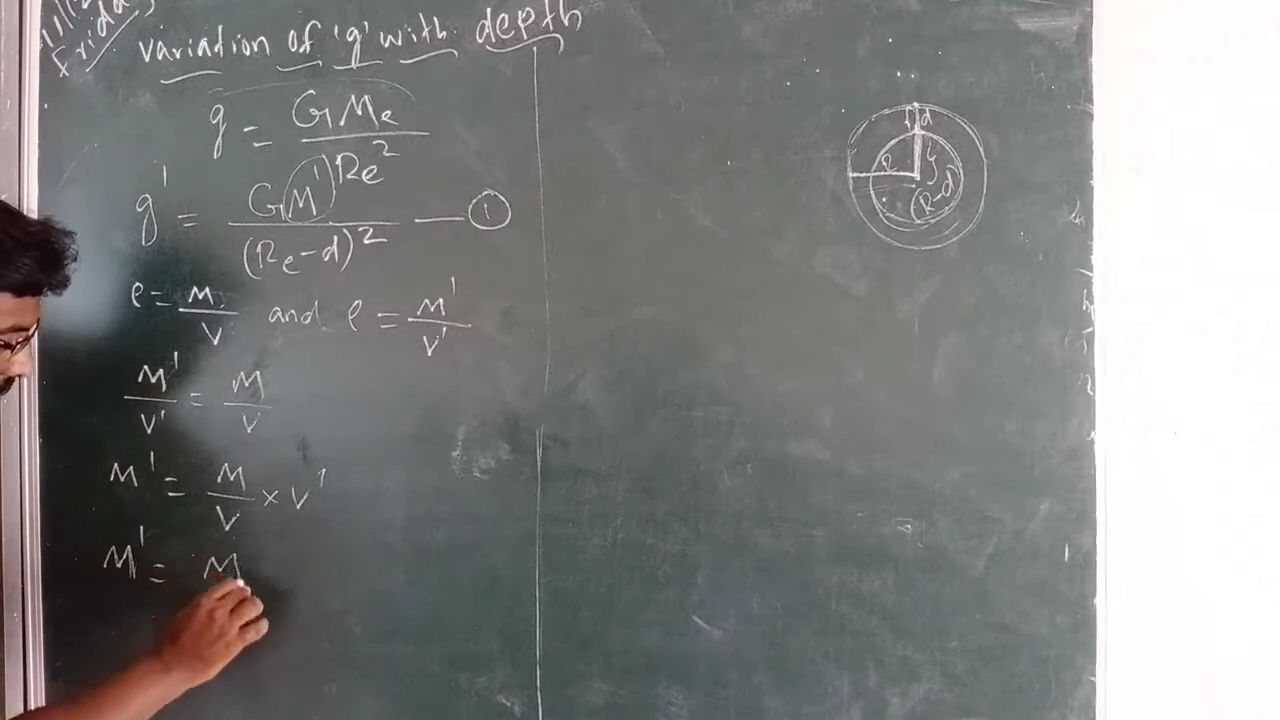 Friday
variation of 'g' with depth
g = GMe / Re²
g' = GM' / (Re-d)² — ①
ρ = M / V and ρ = M' / V'
M' / V' = M / V
M' = M / V × V'
M' = M
d
R
(R-d)